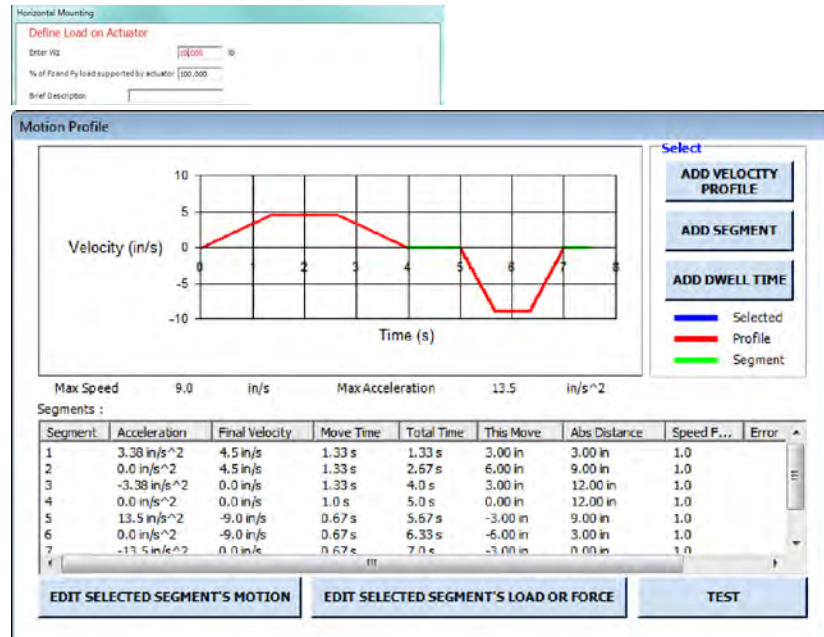 Horizontal Mounting
Define Load on Actuator
Enter Wz 10.000 lb
% of Fz and Fy load supported by actuator 100.000
Brief Description
Motion Profile
Select
10
5
0
-5
-10
Velocity (in/s)
0 1 2 3 4 5 6 7 8
Time (s)
ADD VELOCITY PROFILE
ADD SEGMENT
ADD DWELL TIME
Selected
Profile
Segment
Max Speed 9.0 in/s Max Acceleration 13.5 in/s^2
Segments :
Segment Acceleration Final Velocity Move Time Total Time This Move Abs Distance Speed F... Error
1 3.38 in/s^2 4.5 in/s 1.33 s 1.33 s 3.00 in 3.00 in 1.0
2 0.0 in/s^2 4.5 in/s 1.33 s 2.67 s 6.00 in 9.00 in 1.0
3 -3.38 in/s^2 0.0 in/s 1.33 s 4.0 s 3.00 in 12.00 in 1.0
4 0.0 in/s^2 0.0 in/s 1.0 s 5.0 s 0.00 in 12.00 in 1.0
5 13.5 in/s^2 -9.0 in/s 0.67 s 5.67 s -3.00 in 9.00 in 1.0
6 0.0 in/s^2 -9.0 in/s 0.67 s 6.33 s -6.00 in 3.00 in 1.0
7 -13.5 in/s^2 0.0 in/s 0.67 s 7.0 s -3.00 in 0.00 in 1.0
EDIT SELECTED SEGMENT'S MOTION EDIT SELECTED SEGMENT'S LOAD OR FORCE TEST